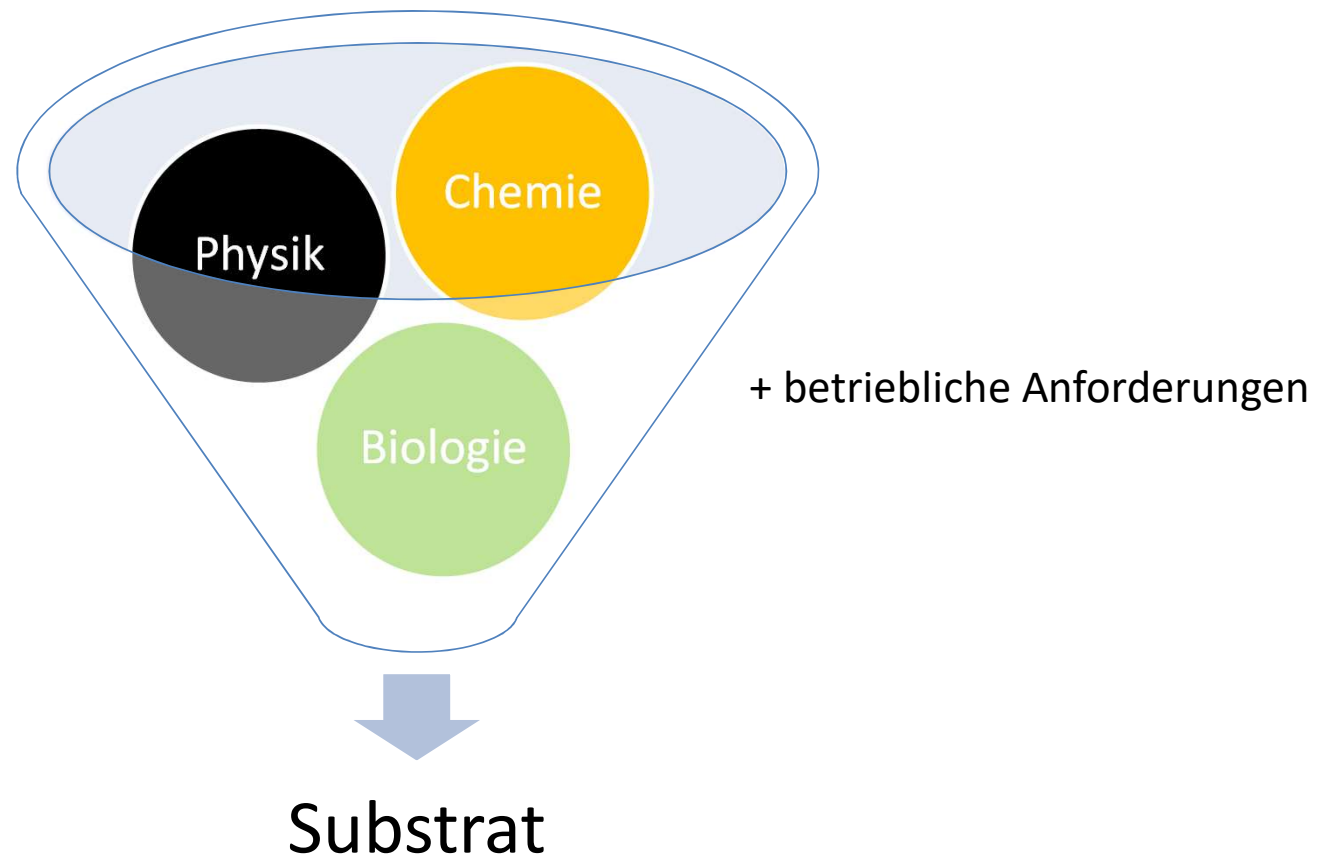 Chemie
Physik
Biologie
+ betriebliche Anforderungen
Substrat